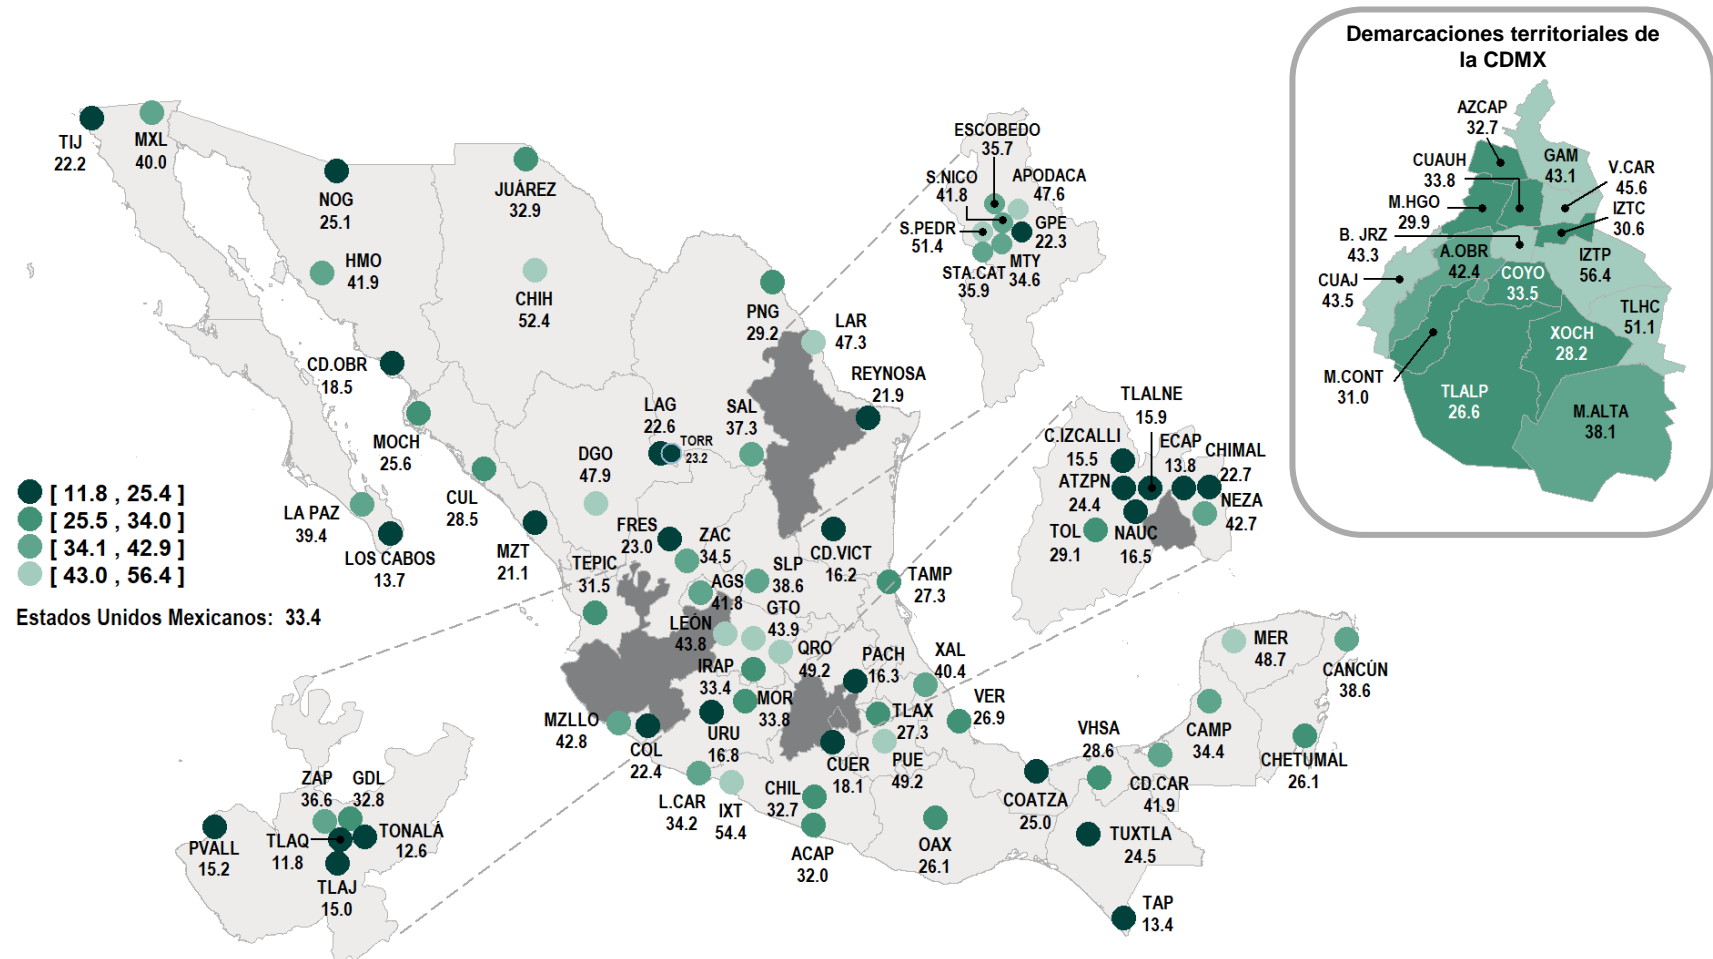 Demarcaciones territoriales de
la CDMX
AZCAP
32.7
CUAUH
33.8
GAM
43.1
V.CAR
45.6
M.HGO
29.9
IZTC
30.6
B. JRZ
43.3
A.OBR
42.4
IZTP
56.4
CUAJ
43.5
COYO
33.5
TLHC
51.1
XOCH
28.2
M.CONT
31.0
TLALP
26.6
M.ALTA
38.1
TIJ
22.2
MXL
40.0
NOG
25.1
JUÁREZ
32.9
HMO
41.9
CHIH
52.4
ESCOBEDO
35.7
S.NICO
41.8
APODACA
47.6
S.PEDR
51.4
GPE
22.3
STA.CAT
35.9
MTY
34.6
PNG
29.2
LAR
47.3
CD.OBR
18.5
REYNOSA
21.9
MOCH
25.6
LAG
22.6
TORR
23.2
SAL
37.3
DGO
47.9
CUL
28.5
TLALNE
15.9
C.IZCALLI
15.5
ECAP
13.8
CHIMAL
22.7
ATZPN
24.4
NEZA
42.7
TOL
29.1
NAUC
16.5
[ 11.8 , 25.4 ]
[ 25.5 , 34.0 ]
[ 34.1 , 42.9 ]
[ 43.0 , 56.4 ]
Estados Unidos Mexicanos: 33.4
LA PAZ
39.4
LOS CABOS
13.7
MZT
21.1
FRES
23.0
ZAC
34.5
CD.VICT
16.2
TEPIC
31.5
AGS
41.8
SLP
38.6
TAMP
27.3
LEÓN
43.8
GTO
43.9
QRO
49.2
IRAP
33.4
PACH
16.3
XAL
40.4
MOR
33.8
TLAX
27.3
VER
26.9
MZLLO
42.8
COL
22.4
URU
16.8
CUER
18.1
PUE
49.2
L.CAR
34.2
IXT
54.4
CHIL
32.7
ACAP
32.0
OAX
26.1
COATZA
25.0
VHSA
28.6
CD.CAR
41.9
CAMP
34.4
MER
48.7
CANCÚN
38.6
CHETUMAL
26.1
TUXTLA
24.5
TAP
13.4
ZAP
36.6
GDL
32.8
PVALL
15.2
TLAQ
11.8
TONALÁ
12.6
TLAJ
15.0